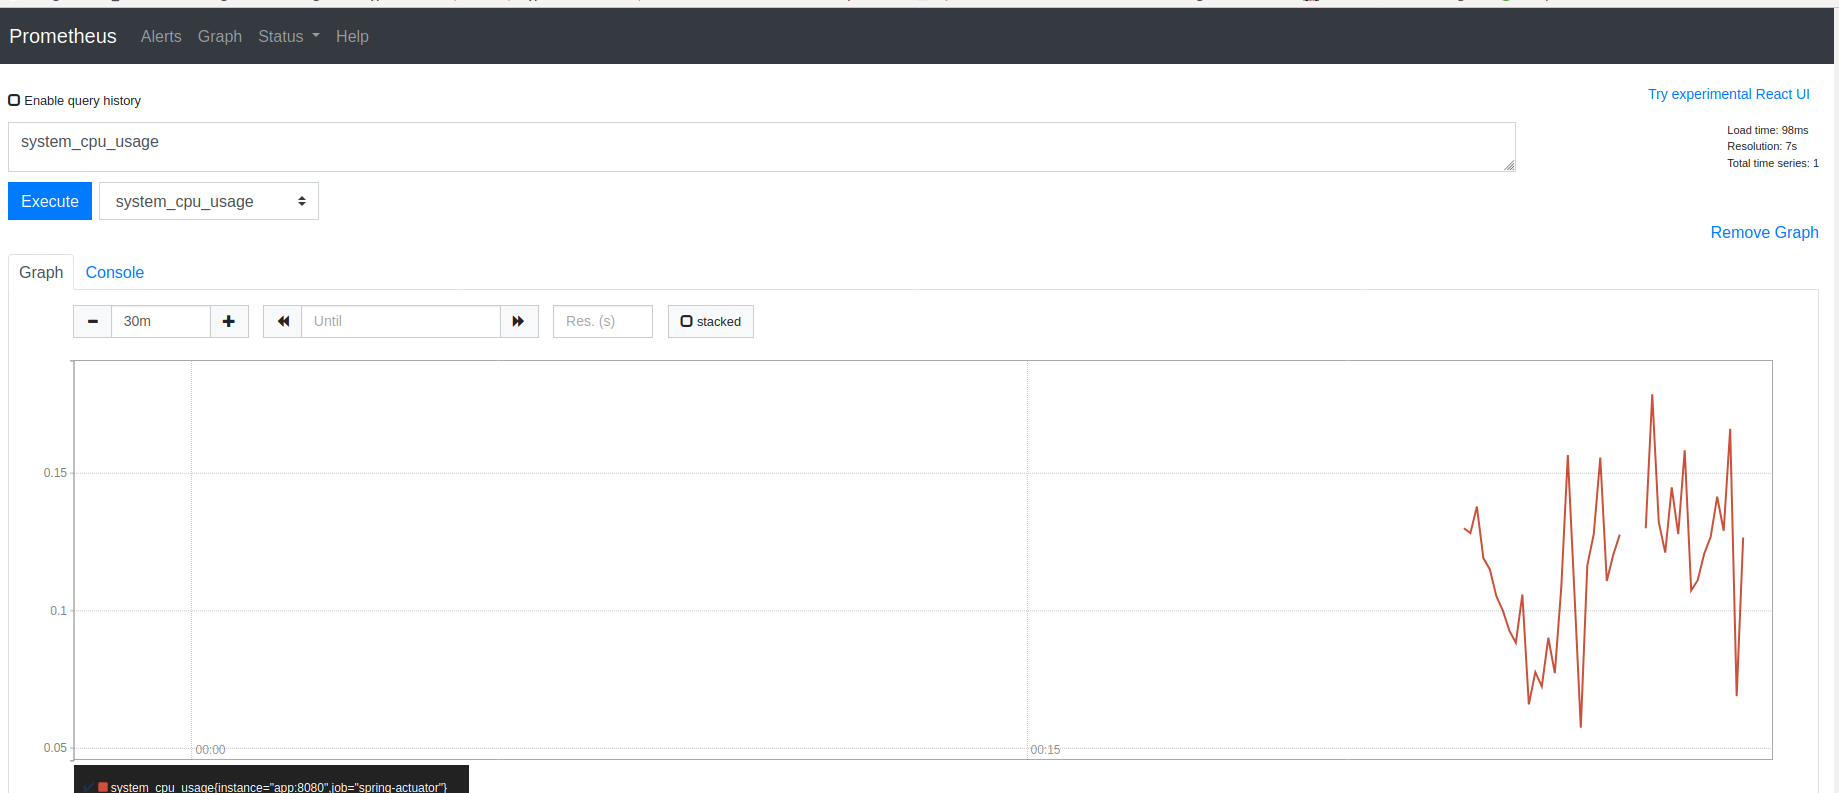 Prometheus Alerts Graph Status Help
Enable query history
Try experimental React UI
system_cpu_usage
Load time: 98ms
Resolution: 7s
Total time series: 1
Execute system_cpu_usage
Remove Graph
Graph Console
30m Until Res. (s) stacked
0.15
0.1
0.05
00:00 00:15
system_cpu_usage{instance="app:8080",job="spring-actuator"}